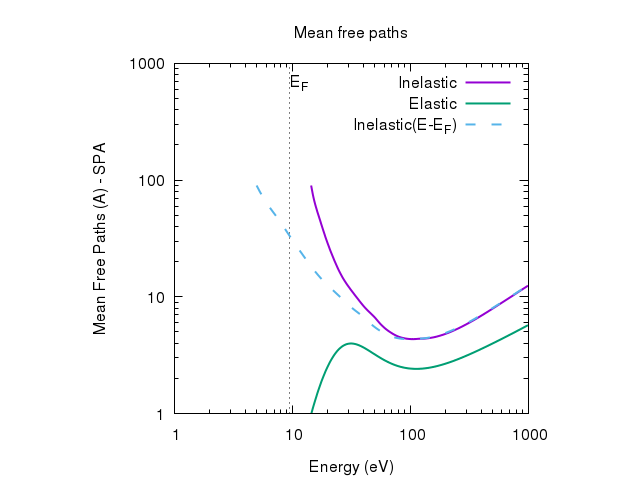 Mean free paths
Mean Free Paths (A) - SPA
1000
100
10
1
E_F
Inelastic
Elastic
Inelastic(E-E_F)
1 10 100 1000
Energy (eV)